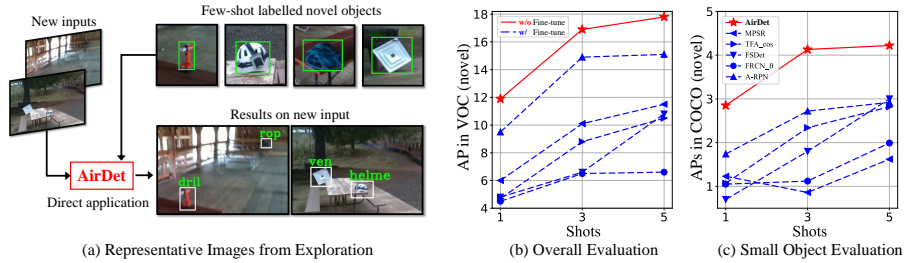 New inputs
Few-shot labelled novel objects
Results on new input
rop
ven
helme
dril
AirDet
Direct application
(a) Representative Images from Exploration
AP in VOC (novel)
18
16
14
12
10
8
6
4
w/o Fine-tune
w/ Fine-tune
1
3
5
Shots
(b) Overall Evaluation
APs in COCO (novel)
5
4
3
2
1
AirDet
MPSR
TFA_cos
FSDet
FRCN_ft
A-RPN
1
3
5
Shots
(c) Small Object Evaluation